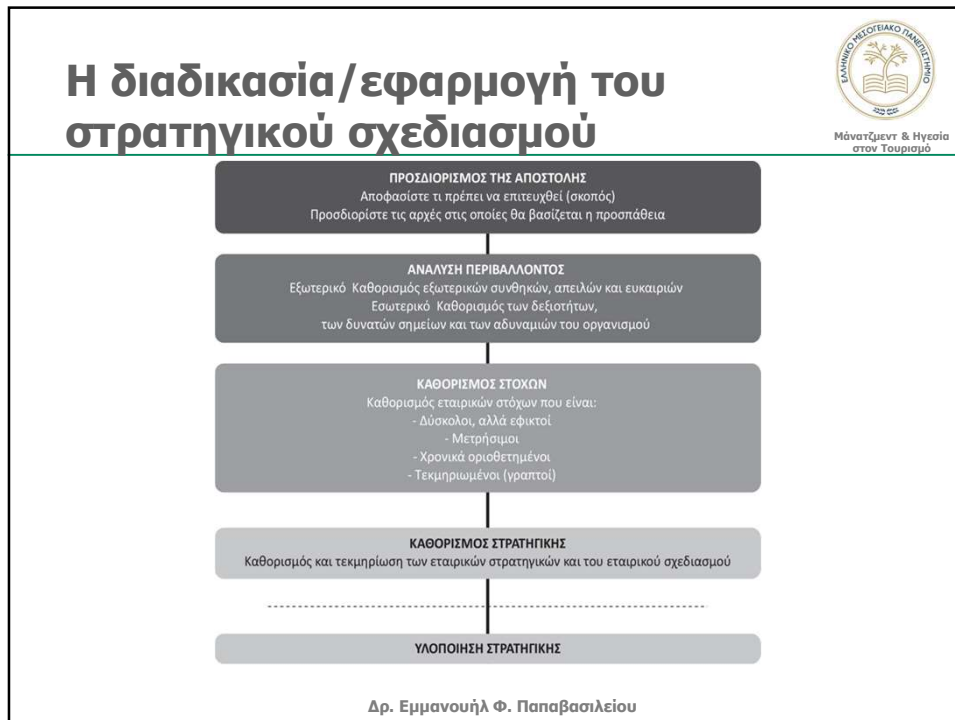 Η διαδικασία/εφαρμογή του
στρατηγικού σχεδιασμού
ΕΛΛΗΝΙΚΟ ΜΕΣΟΓΕΙΑΚΟ ΠΑΝΕΠΙΣΤΗΜΙΟ
Μάνατζμεντ & Ηγεσία
στον Τουρισμό
ΠΡΟΣΔΙΟΡΙΣΜΟΣ ΤΗΣ ΑΠΟΣΤΟΛΗΣ
Αποφασίστε τι πρέπει να επιτευχθεί (σκοπός)
Προσδιορίστε τις αρχές στις οποίες θα βασίζεται η προσπάθεια
ΑΝΑΛΥΣΗ ΠΕΡΙΒΑΛΛΟΝΤΟΣ
Εξωτερικό Καθορισμός εξωτερικών συνθηκών, απειλών και ευκαιριών
Εσωτερικό Καθορισμός των δεξιοτήτων,
των δυνατών σημείων και των αδυναμιών του οργανισμού
ΚΑΘΟΡΙΣΜΟΣ ΣΤΟΧΩΝ
Καθορισμός εταιρικών στόχων που είναι:
- Δύσκολοι, αλλά εφικτοί
- Μετρήσιμοι
- Χρονικά οριοθετημένοι
- Τεκμηριωμένοι (γραπτοί)
ΚΑΘΟΡΙΣΜΟΣ ΣΤΡΑΤΗΓΙΚΗΣ
Καθορισμός και τεκμηρίωση των εταιρικών στρατηγικών και του εταιρικού σχεδιασμού
ΥΛΟΠΟΙΗΣΗ ΣΤΡΑΤΗΓΙΚΗΣ
Δρ. Εμμανουήλ Φ. Παπαβασιλείου